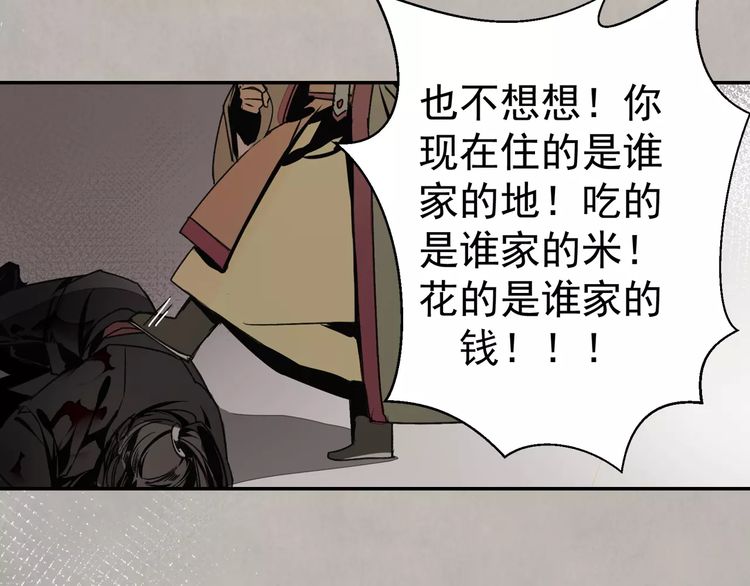 也不想想！你
现在住的是谁
家的地！吃的
是谁家的米！
花的是谁家的
钱！！！